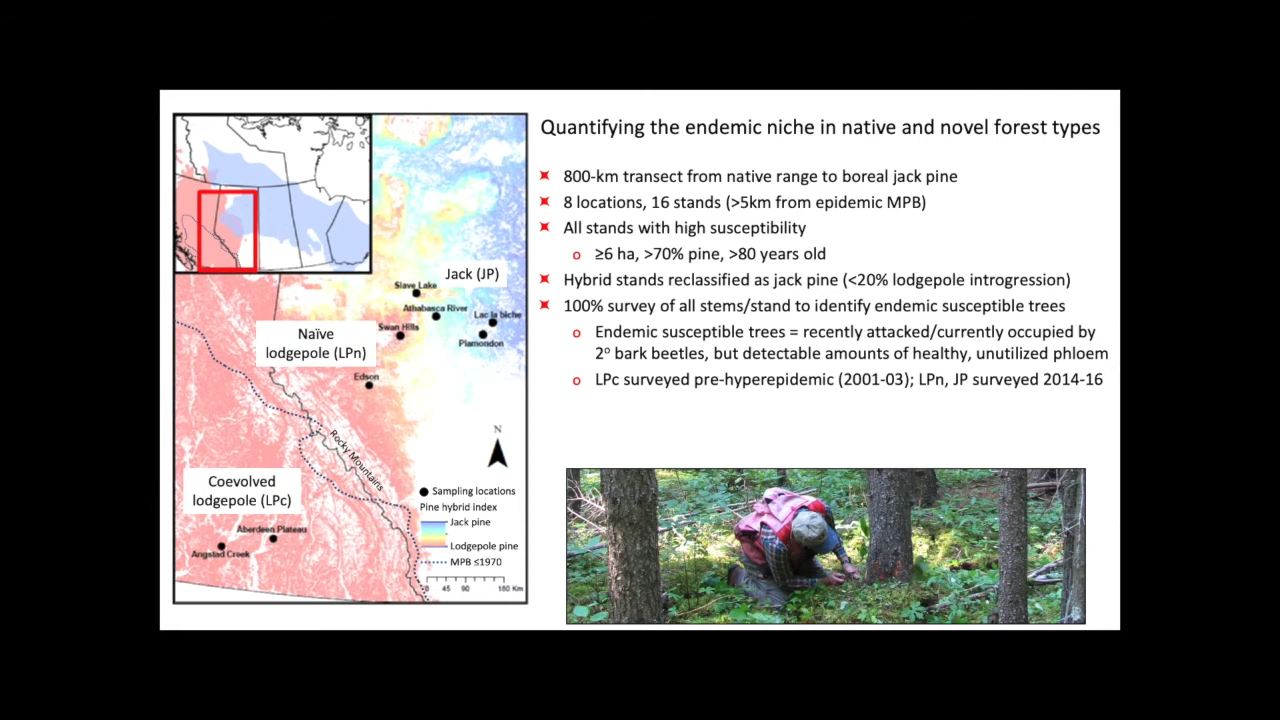 Quantifying the endemic niche in native and novel forest types
800-km transect from native range to boreal jack pine
8 locations, 16 stands (>5km from epidemic MPB)
All stands with high susceptibility
o ≥6 ha, >70% pine, >80 years old
Hybrid stands reclassified as jack pine (<20% lodgepole introgression)
100% survey of all stems/stand to identify endemic susceptible trees
o Endemic susceptible trees = recently attacked/currently occupied by
2º bark beetles, but detectable amounts of healthy, unutilized phloem
o LPc surveyed pre-hyperepidemic (2001-03); LPn, JP surveyed 2014-16
Jack (JP)
Slave Lake
Athabasca River
Lac la biche
Swan Hills
Plamondon
Naïve
lodgepole (LPn)
Edson
Rocky Mountains
N
Coevolved
lodgepole (LPc)
Aberdeen Plateau
Angstad Creek
Sampling locations
Pine hybrid index
Jack pine
Lodgepole pine
MPB ≤1970
0 45 90 180 Km